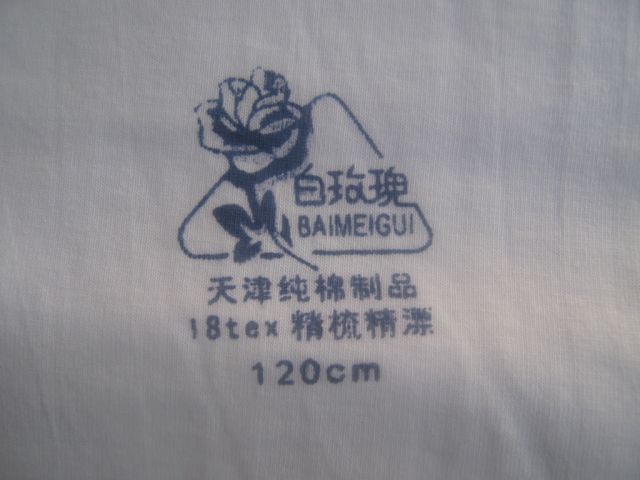 白玫瑰
BAIMEIGUI
天津纯棉制品
18tex 精梳精漂
120cm